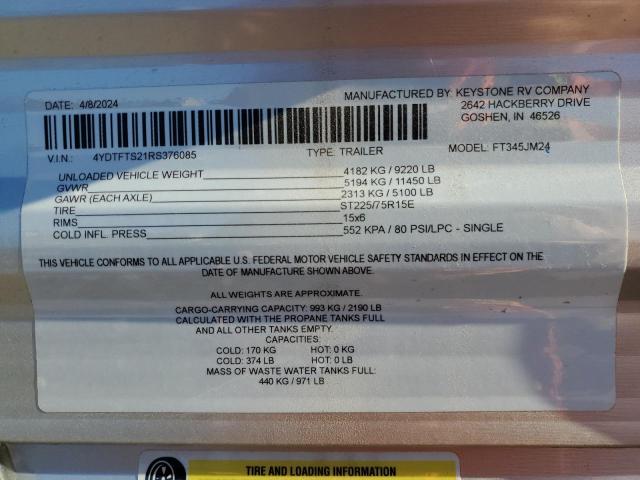 DATE: 4/8/2024
MANUFACTURED BY: KEYSTONE RV COMPANY
2642 HACKBERRY DRIVE
GOSHEN, IN 46526
V.I.N.: 4YDTFTS21RS376085 TYPE: TRAILER MODEL: FT345JM24
UNLOADED VEHICLE WEIGHT 4182 KG / 9220 LB
GVWR 5194 KG / 11450 LB
GAWR (EACH AXLE) 2313 KG / 5100 LB
TIRE ST225/75R15E
RIMS 15x6
COLD INFL. PRESS 552 KPA / 80 PSI/LPC - SINGLE
THIS VEHICLE CONFORMS TO ALL APPLICABLE U.S. FEDERAL MOTOR VEHICLE SAFETY STANDARDS IN EFFECT ON THE
DATE OF MANUFACTURE SHOWN ABOVE.
ALL WEIGHTS ARE APPROXIMATE.
CARGO-CARRYING CAPACITY: 993 KG / 2190 LB
CALCULATED WITH THE PROPANE TANKS FULL
AND ALL OTHER TANKS EMPTY.
CAPACITIES:
COLD: 170 KG HOT: 0 KG
COLD: 374 LB HOT: 0 LB
MASS OF WASTE WATER TANKS FULL:
440 KG / 971 LB
TIRE AND LOADING INFORMATION